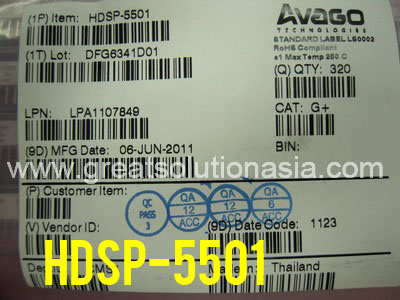 (1P) Item: HDSP-5501
AVAGO
TECHNOLOGIES
STANDARD LABEL LS0002
RoHS Compliant
e1 Max Temp 250 C
(1T) Lot: DFG6341D01
(Q) QTY: 320
LPN: LPA1107849
CAT: G+
(9D) MFG Date: 06-JUN-2011
BIN:
www.greatsolutionasia.com
(P) Customer Item:
QC PASS 3
QA 12 ACC
QA 12 ACC
QA 6 ACC
(V) Vendor ID:
(9D) Date Code: 1123
HDSP-5501
Made in: Thailand